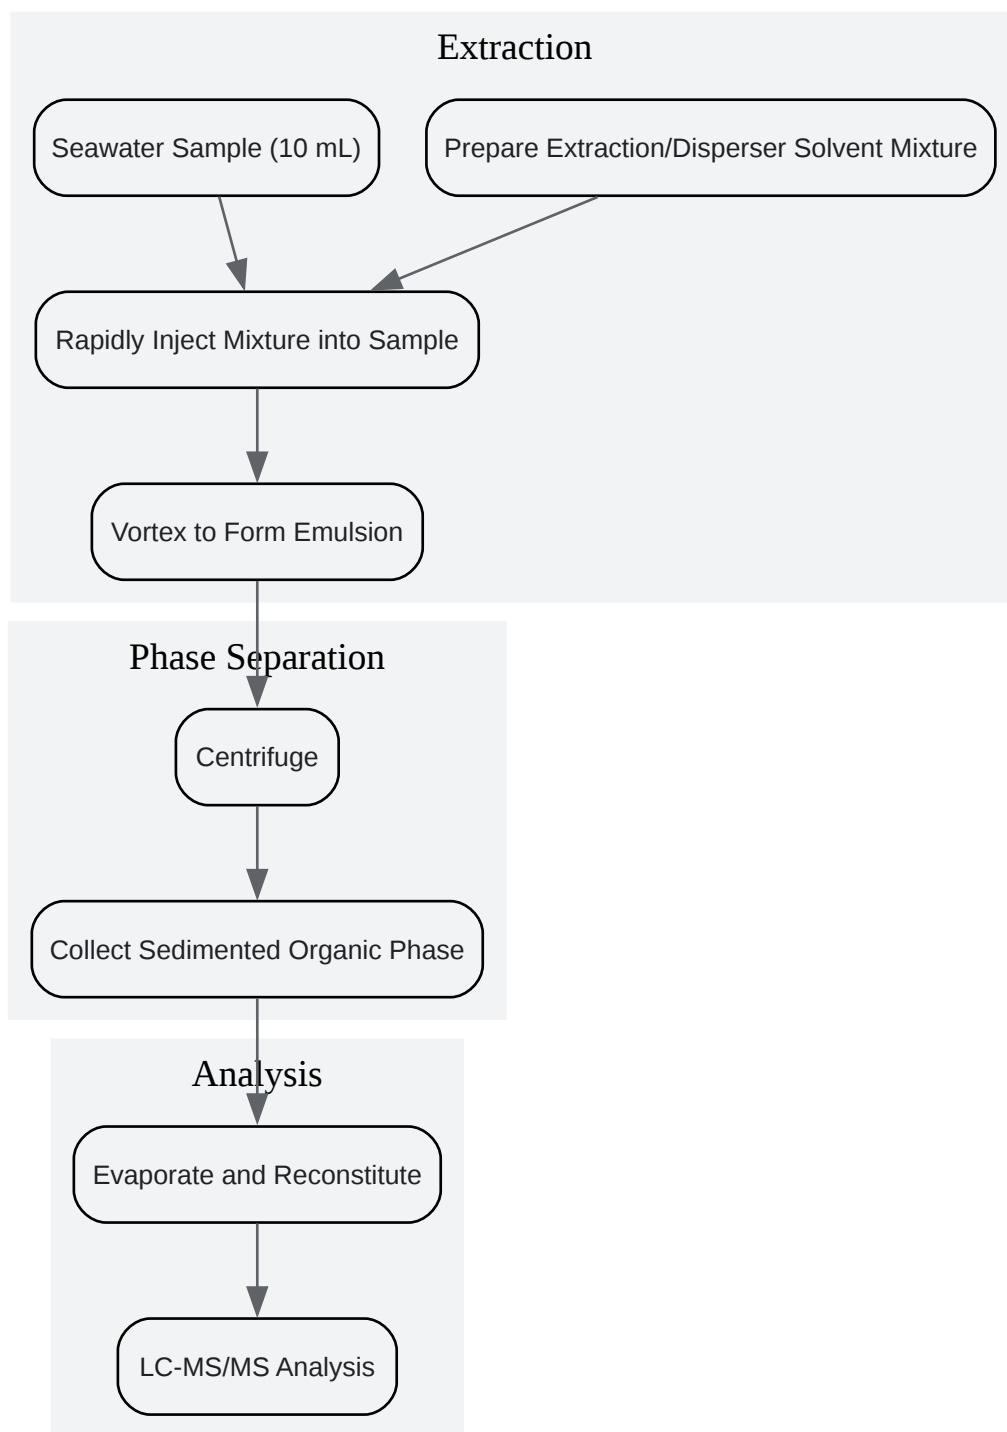 Extraction
Seawater Sample (10 mL)
Prepare Extraction/Disperser Solvent Mixture
Rapidly Inject Mixture into Sample
Vortex to Form Emulsion
Phase Separation
Centrifuge
Collect Sedimented Organic Phase
Analysis
Evaporate and Reconstitute
LC-MS/MS Analysis